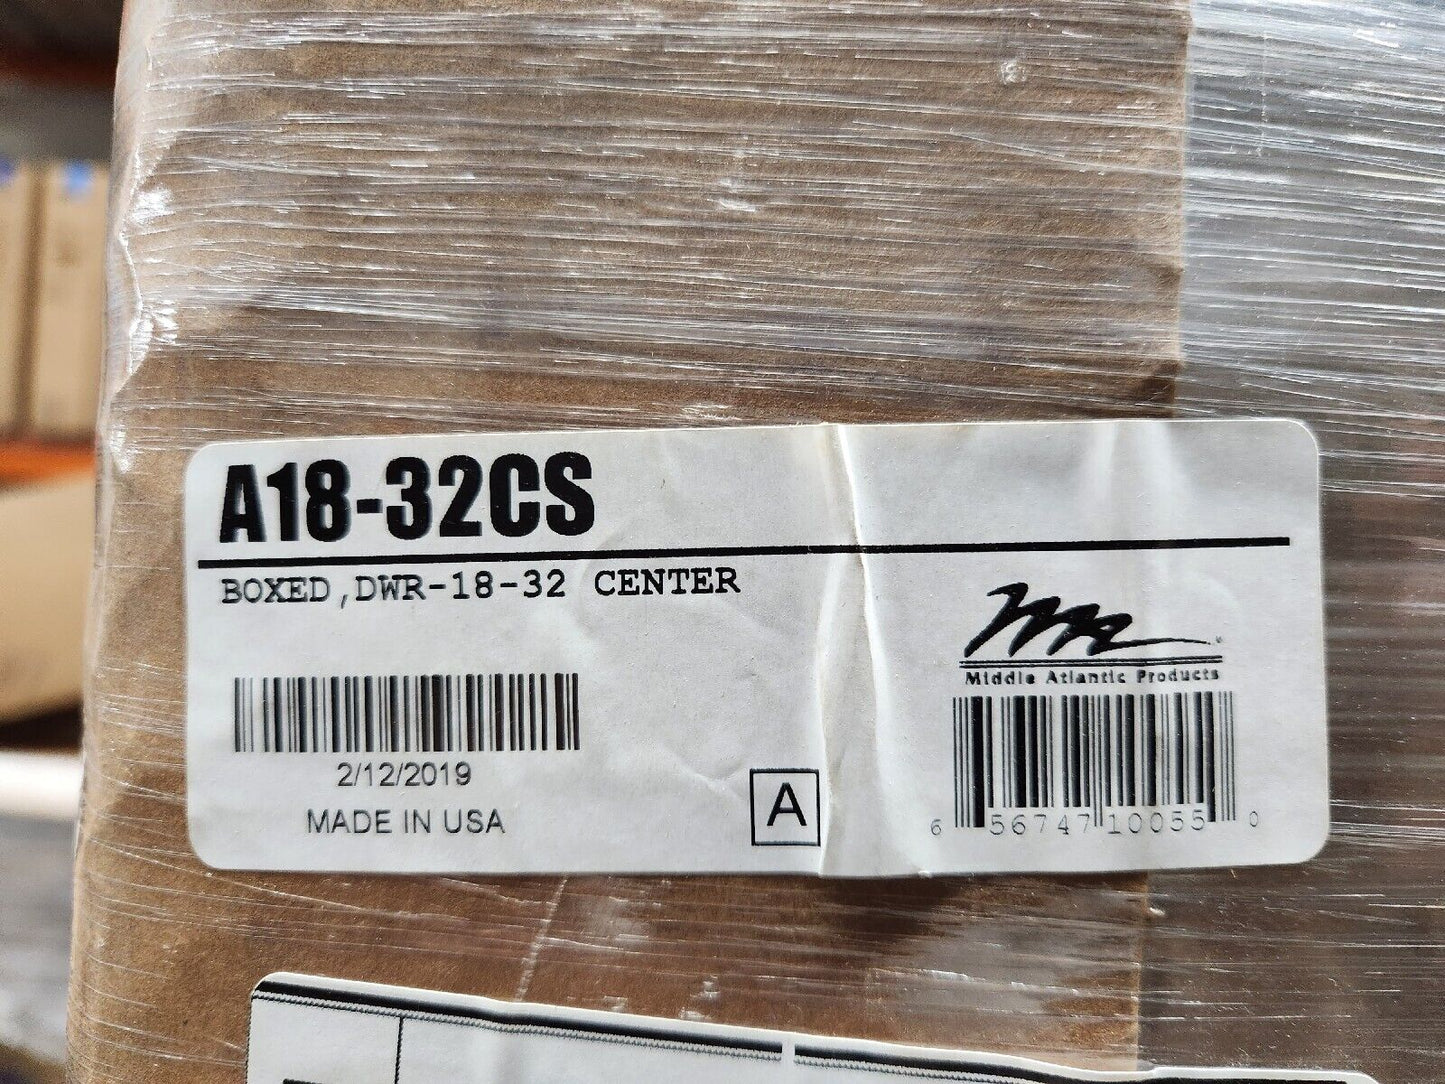 A18-32CS
BOXED,DWR-18-32 CENTER
Middle Atlantic Products
2/12/2019
MADE IN USA
A
6 56747 10055 0